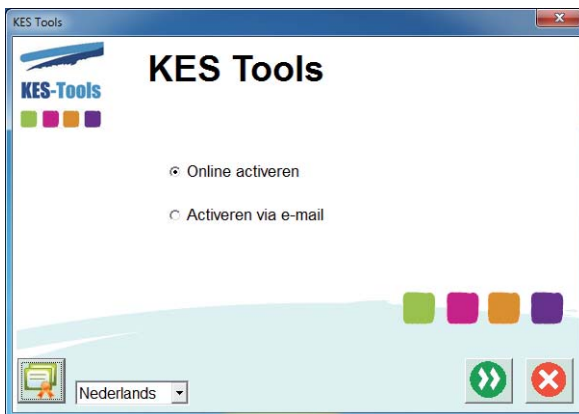 KES Tools
KES-Tools
KES Tools
Online activeren
Activeren via e-mail
Nederlands